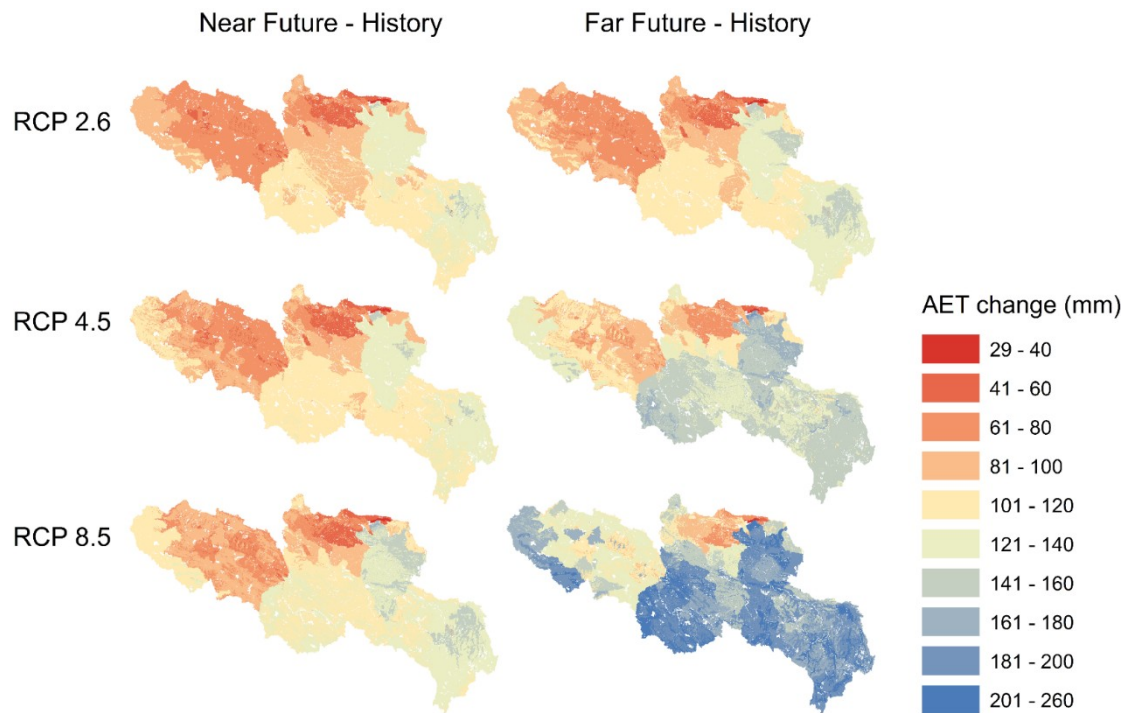 Near Future - History
Far Future - History
RCP 2.6
RCP 4.5
RCP 8.5
AET change (mm)
29 - 40
41 - 60
61 - 80
81 - 100
101 - 120
121 - 140
141 - 160
161 - 180
181 - 200
201 - 260